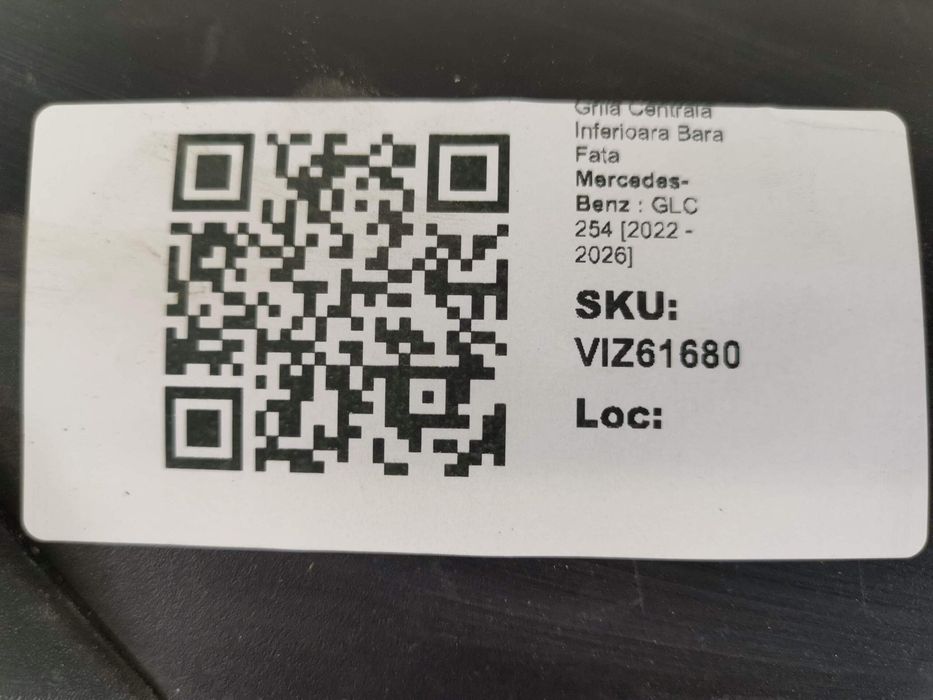 Grila Centrala
Inferioara Bara
Fata
Mercedes-
Benz : GLC
254 [2022 -
2026]
SKU:
VIZ61680
Loc: